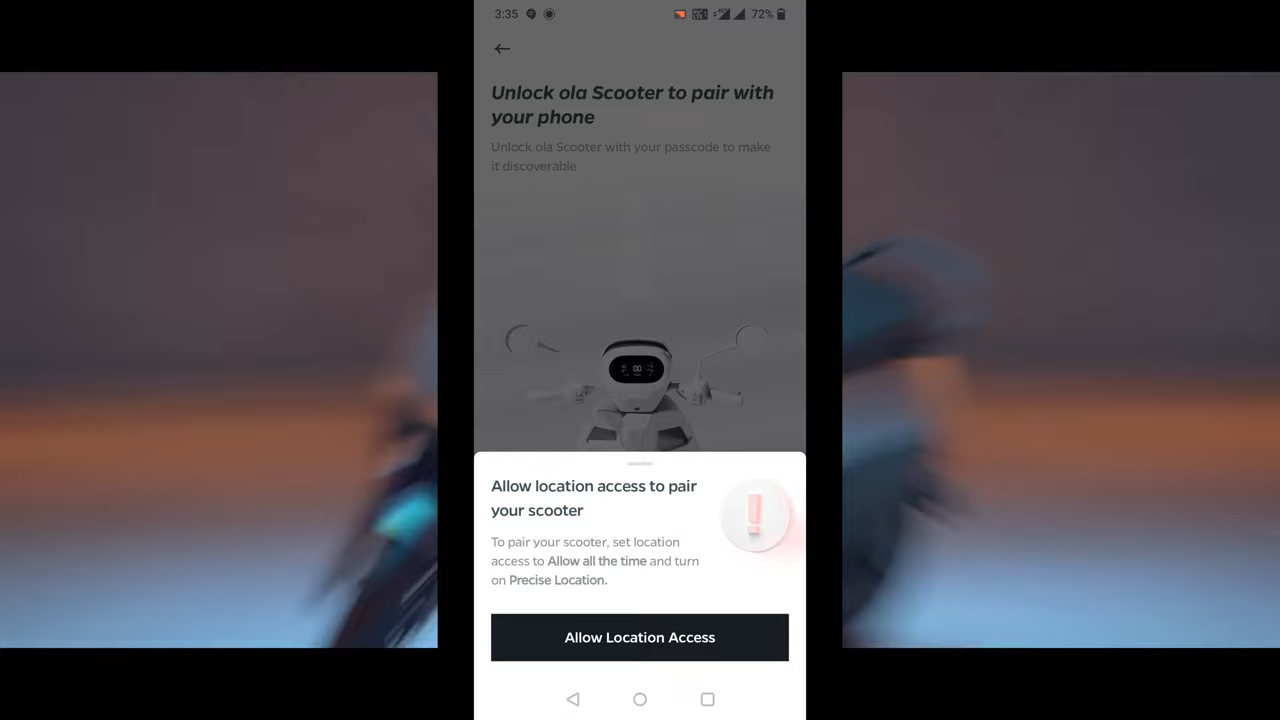 3:35
72%
Unlock ola Scooter to pair with
your phone
Unlock ola Scooter with your passcode to make
it discoverable
00
Allow location access to pair
your scooter
To pair your scooter, set location
access to Allow all the time and turn
on Precise Location.
Allow Location Access